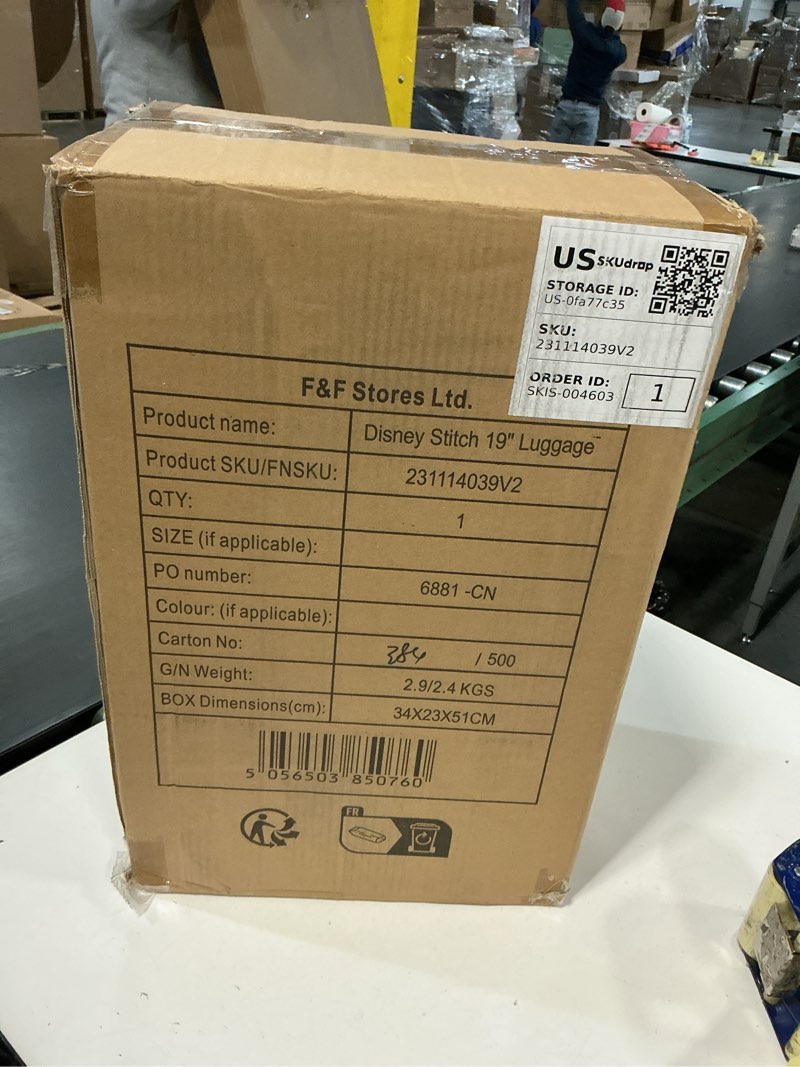 US SKUdrop
STORAGE ID:
US-0fa77c35
SKU:
231114039V2
ORDER ID:
SKIS-004603
1
F&F Stores Ltd.
Product name: Disney Stitch 19" Luggage
Product SKU/FNSKU: 231114039V2
QTY: 1
SIZE (if applicable):
PO number: 6881 -CN
Colour: (if applicable):
Carton No: 384 / 500
G/N Weight: 2.9/2.4 KGS
BOX Dimensions(cm): 34X23X51CM
5 056503 850760
FR